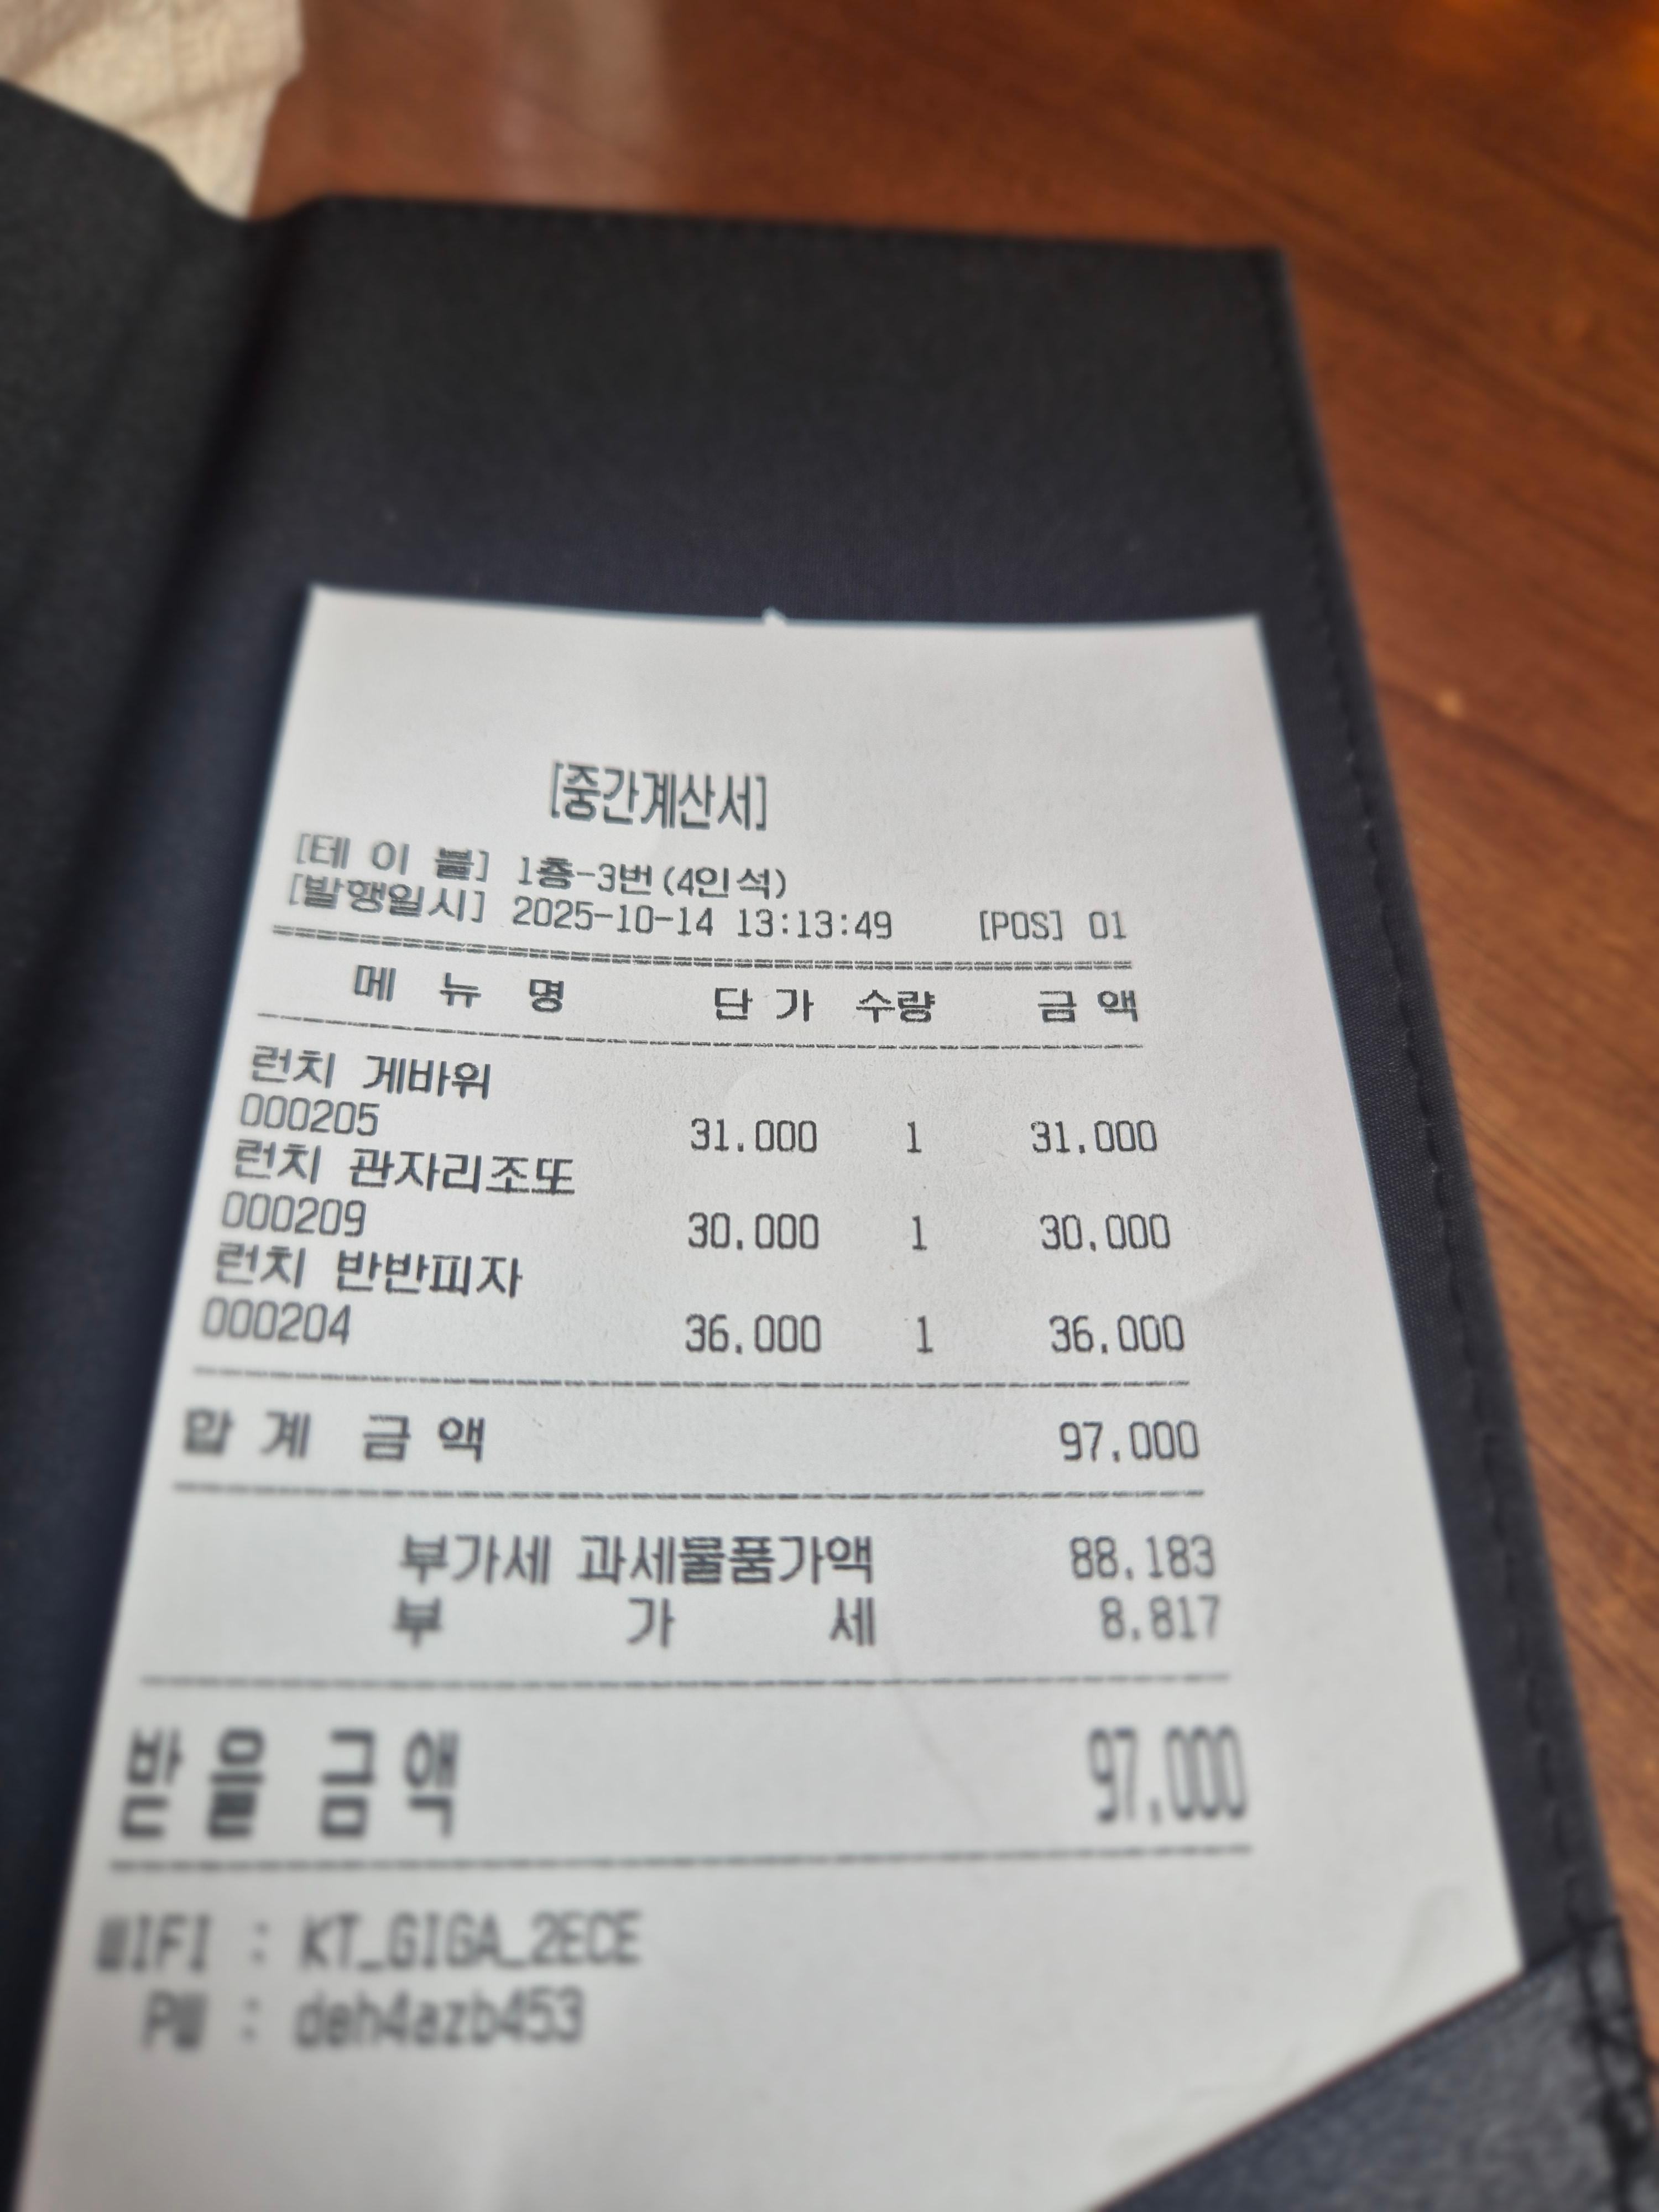 [중간계산서]
[테 이 블] 1층-3번(4인석)
[발행일시] 2025-10-14 13:13:49 [POS] 01
메 뉴 명 단 가 수량 금 액
런치 게바위
000205 31,000 1 31,000
런치 관자리조또
000209 30,000 1 30,000
런치 반반피자
000204 36,000 1 36,000
합 계 금 액 97,000
부가세 과세물품가액 88,183
부 가 세 8,817
받 을 금 액 97,000
WIFI : KT_GIGA_2ECE
PW : deh4azb453